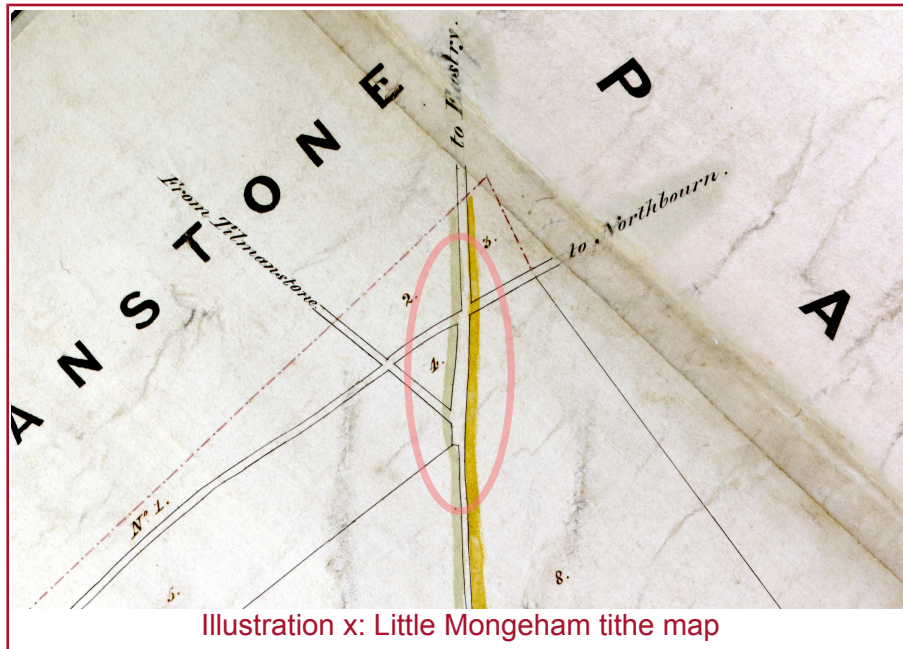 ANSTONE
PA
to Eastry.
From Tilmanstone
to Northbourn.
2.
3.
4.
Nº 1.
5.
8.
Illustration x: Little Mongeham tithe map